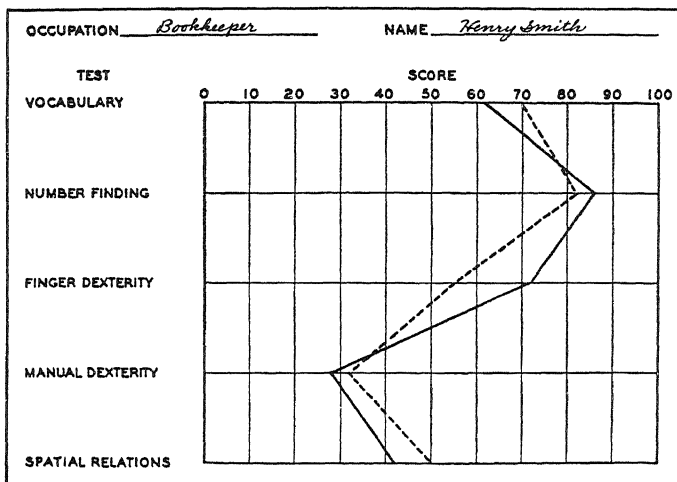 OCCUPATION Bookkeeper NAME Henry Smith
TEST SCORE
0 10 20 30 40 50 60 70 80 90 100
VOCABULARY
NUMBER FINDING
FINGER DEXTERITY
MANUAL DEXTERITY
SPATIAL RELATIONS